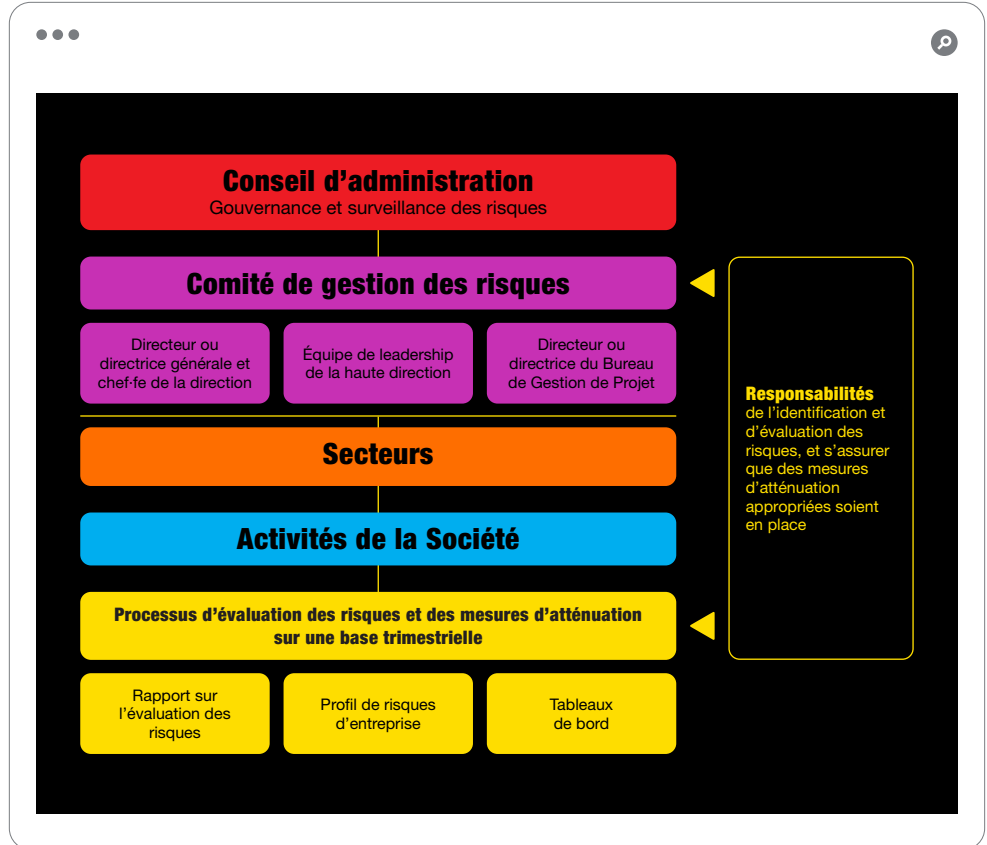 Conseil d'administration
Gouvernance et surveillance des risques
Comité de gestion des risques
Directeur ou
directrice générale et
chef·fe de la direction
Équipe de leadership
de la haute direction
Directeur ou
directrice du Bureau
de Gestion de Projet
Secteurs
Activités de la Société
Processus d'évaluation des risques et des mesures d'atténuation
sur une base trimestrielle
Rapport sur
l'évaluation des
risques
Profil de risques
d'entreprise
Tableaux
de bord
Responsabilités
de l'identification et
d'évaluation des
risques, et s'assurer
que des mesures
d'atténuation
appropriées soient
en place